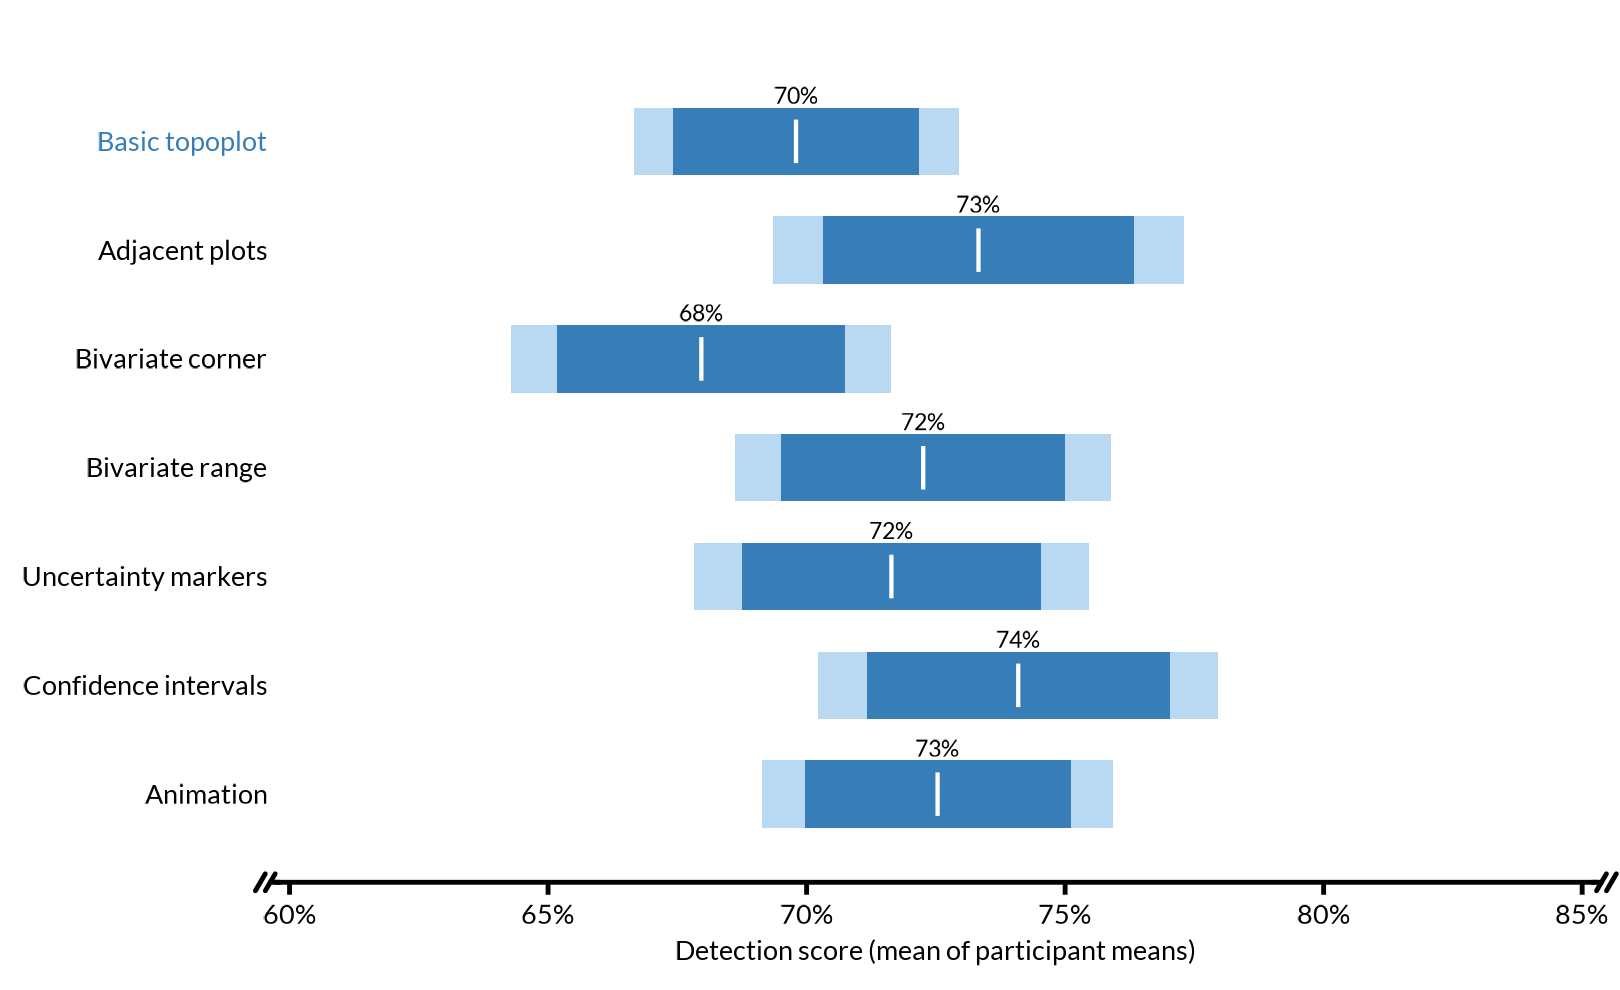 70%
Basic topoplot
73%
Adjacent plots
68%
Bivariate corner
72%
Bivariate range
72%
Uncertainty markers
74%
Confidence intervals
73%
Animation
60% 65% 70% 75% 80% 85%
Detection score (mean of participant means)